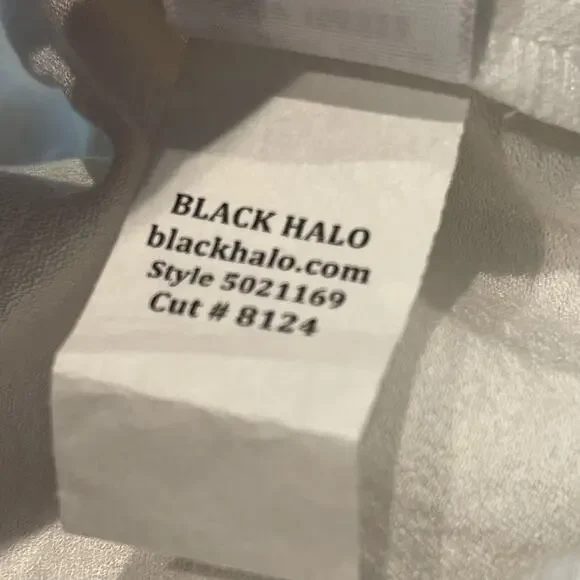 BLACK HALO
blackhalo.com
Style 5021169
Cut # 8124